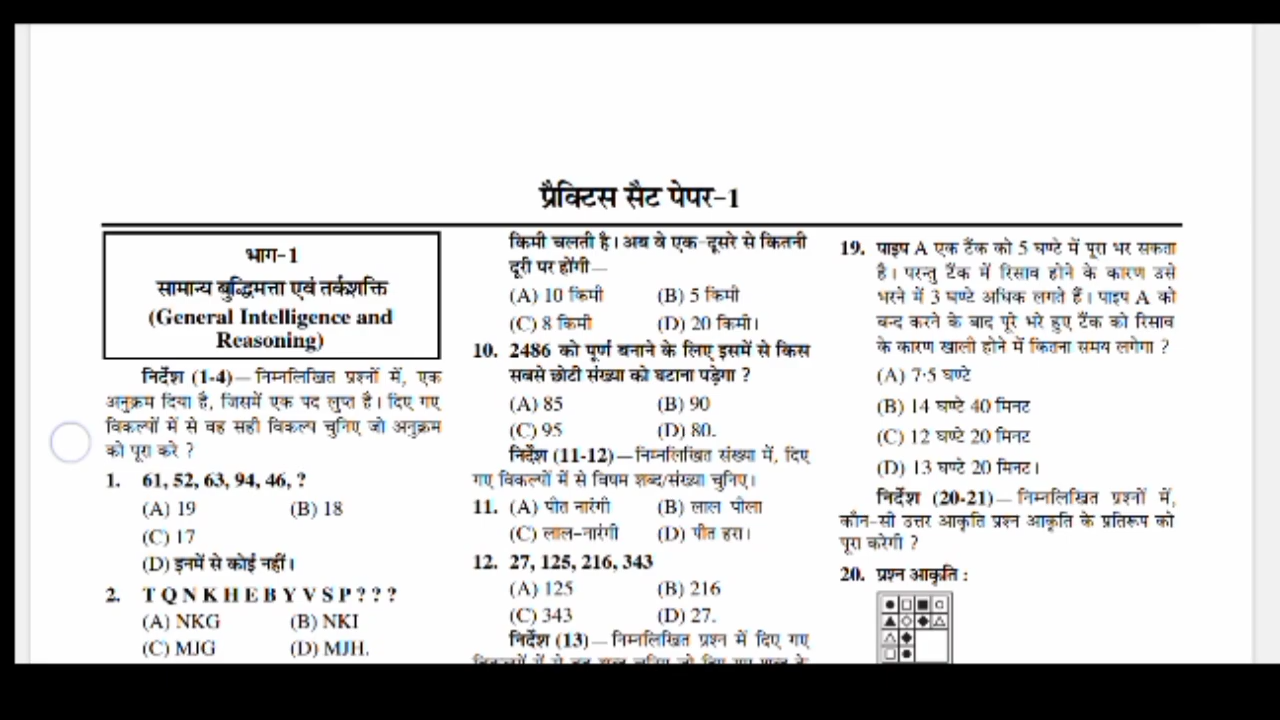 प्रैक्टिस सैट पेपर-1
भाग-1
सामान्य बुद्धिमत्ता एवं तर्कशक्ति
(General Intelligence and
Reasoning)
निर्देश (1-4)—निम्नलिखित प्रश्नों में, एक
अनुक्रम दिया है, जिसमें एक पद लुप्त है। दिए गए
विकल्पों में से वह सही विकल्प चुनिए जो अनुक्रम
को पूरा करे ?
1. 61, 52, 63, 94, 46, ?
(A) 19 (B) 18
(C) 17
(D) इनमें से कोई नहीं।
2. T Q N K H E B Y V S P ? ? ?
(A) NKG (B) NKI
(C) MJG (D) MJH.
किमी चलती है। अब वे एक-दूसरे से कितनी
दूरी पर होंगी—
(A) 10 किमी (B) 5 किमी
(C) 8 किमी (D) 20 किमी।
10. 2486 को पूर्ण बनाने के लिए इसमें से किस
सबसे छोटी संख्या को घटाना पड़ेगा ?
(A) 85 (B) 90
(C) 95 (D) 80.
निर्देश (11-12)—निम्नलिखित संख्या में, दिए
गए विकल्पों में से विषम शब्द/संख्या चुनिए।
11. (A) पीत नारंगी (B) लाल पीला
(C) लाल-नारंगी (D) पीत हरा।
12. 27, 125, 216, 343
(A) 125 (B) 216
(C) 343 (D) 27.
निर्देश (13)—निम्नलिखित प्रश्न में दिए गए
19. पाइप A एक टैंक को 5 घण्टे में पूरा भर सकता
है। परन्तु टैंक में रिसाव होने के कारण उसे
भरने में 3 घण्टे अधिक लगते हैं। पाइप A को
बन्द करने के बाद पूरे भरे हुए टैंक को रिसाव
के कारण खाली होने में कितना समय लगेगा ?
(A) 7·5 घण्टे
(B) 14 घण्टे 40 मिनट
(C) 12 घण्टे 20 मिनट
(D) 13 घण्टे 20 मिनट।
निर्देश (20-21)—निम्नलिखित प्रश्नों में,
कौन-सी उत्तर आकृति प्रश्न आकृति के प्रतिरूप को
पूरा करेगी ?
20. प्रश्न आकृति :